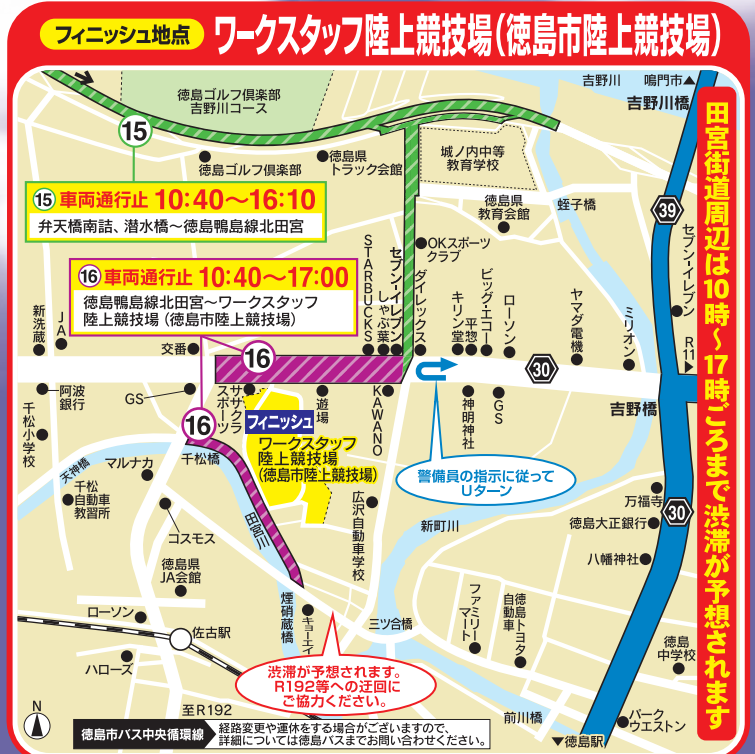 フィニッシュ地点 ワークスタッフ陸上競技場(徳島市陸上競技場)
吉野川 鳴門市▲
吉野川橋
徳島ゴルフ倶楽部
吉野川コース
15
徳島ゴルフ倶楽部
徳島県
トラック会館
城ノ内中等
教育学校
徳島県
教育会館
蛭子橋
39
⑮ 車両通行止 10:40〜16:10
弁天橋南詰、潜水橋〜徳島鴨島線北田宮
⑯ 車両通行止 10:40〜17:00
徳島鴨島線北田宮〜ワークスタッフ
陸上競技場(徳島市陸上競技場)
OKスポーツ
クラブ
新洗蔵
JA
交番
16
STARBUCKS
しゃぶ葉
セブン-イレブン
ダイレックス
キリン堂
平惣
ビッグ・エコー
ローソン
ヤマダ電機
ミリオン
セブン-イレブン
R11
30
阿波
銀行
千松小学校
GS
16
ササクラ
スポーツ
遊場
KAWANO
神明神社
GS
吉野橋
フィニッシュ
ワークスタッフ
陸上競技場
(徳島市陸上競技場)
千松橋
天神橋
マルナカ
千松
自動車
教習所
コスモス
田宮川
広沢自動車学校
警備員の指示に従って
Uターン
新町川
万福寺
徳島大正銀行
30
八幡神社
徳島県
JA会館
ローソン
佐古駅
ハローズ
煙硝蔵橋
キョーエイ
三ツ合橋
ファミリー
マート
徳島トヨタ
自動車
徳島
中学校
渋滞が予想されます。
R192等への迂回に
ご協力ください。
至R192
N
前川橋
▼徳島駅
パーク
ウエストン
徳島市バス中央循環線
経路変更や運休をする場合がございますので、
詳細については徳島バスまでお問い合わせください。
田宮街道周辺は10時〜17時ごろまで渋滞が予想されます